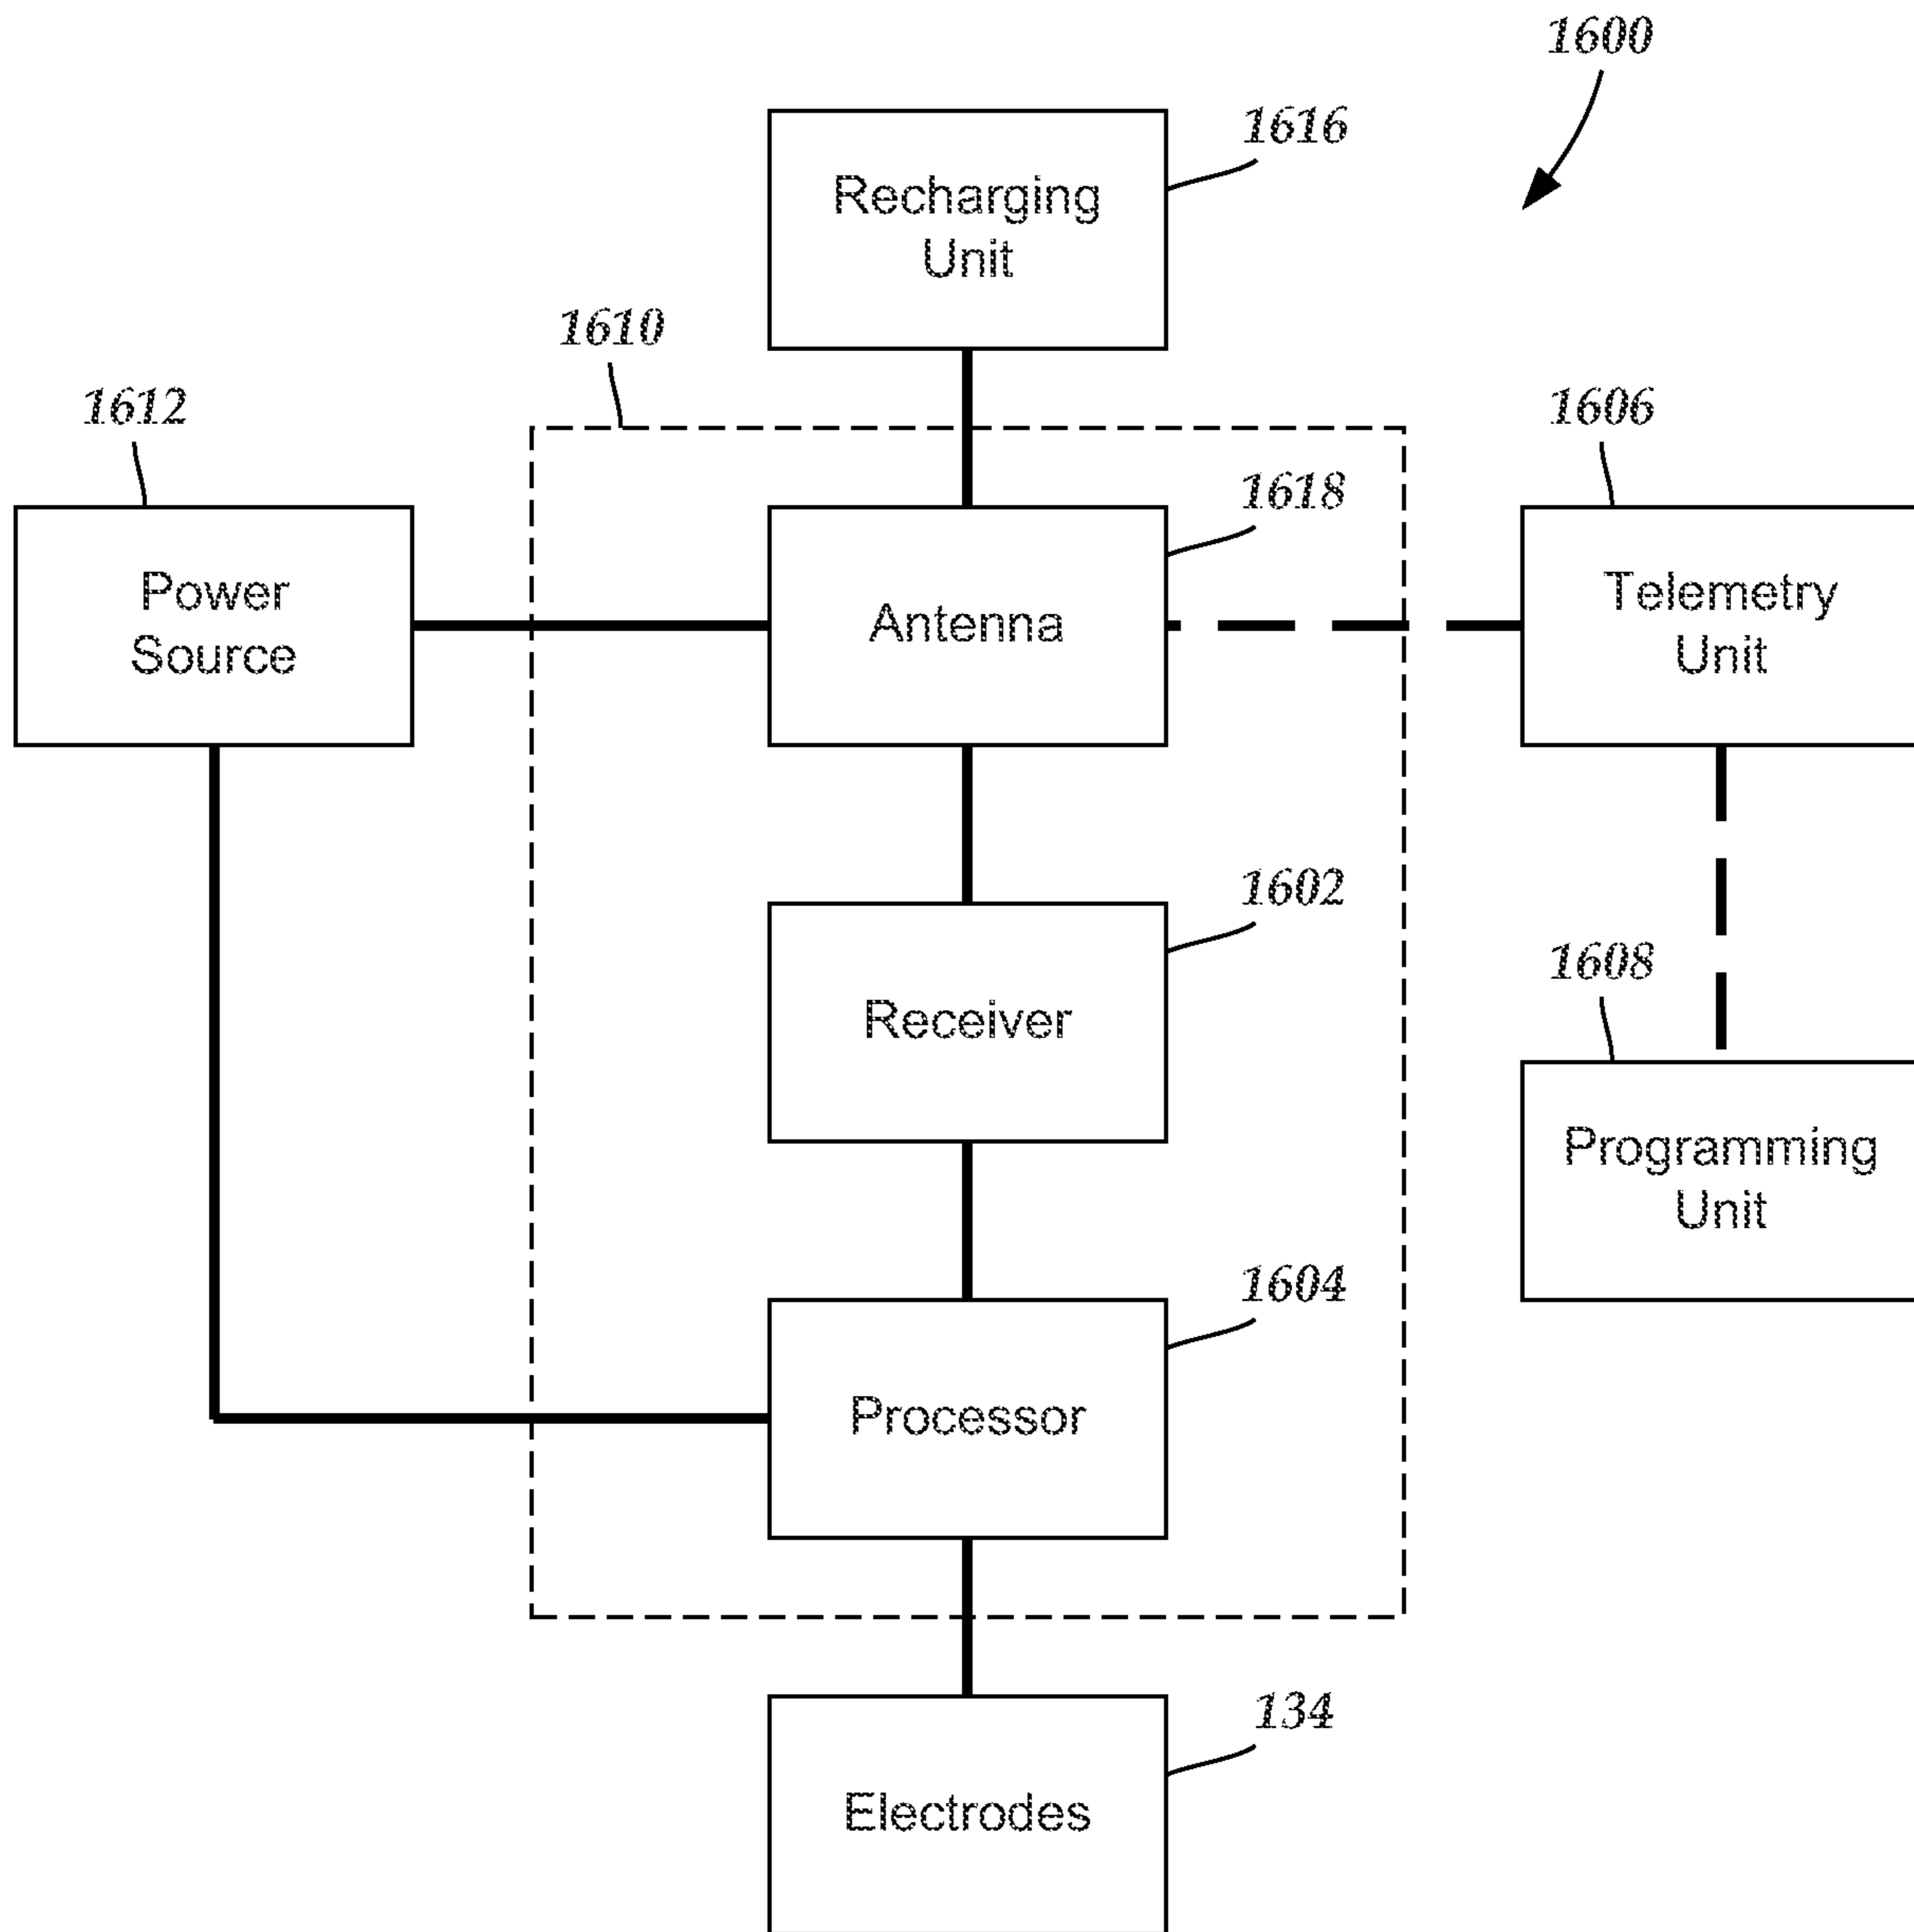 1600
1616
Recharging
Unit
1610
1612
1606
1618
Power
Source
Antenna
Telemetry
Unit
1602
1608
Receiver
Programming
Unit
1604
Processor
134
Electrodes